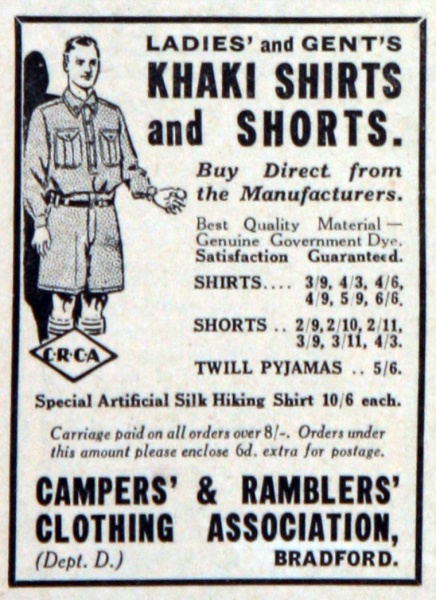 LADIES' and GENT'S
KHAKI SHIRTS
and SHORTS.
Buy Direct from
the Manufacturers.
Best Quality Material —
Genuine Government Dye.
Satisfaction Guaranteed.
SHIRTS.... 3/9, 4/3, 4/6,
4/9, 5/9, 6/6.
SHORTS .. 2/9, 2/10, 2/11,
3/9, 3/11, 4/3.
C·R·C·A
TWILL PYJAMAS .. 5/6.
Special Artificial Silk Hiking Shirt 10/6 each.
Carriage paid on all orders over 8/-. Orders under
this amount please enclose 6d. extra for postage.
CAMPERS' & RAMBLERS'
CLOTHING ASSOCIATION,
(Dept. D.) BRADFORD.